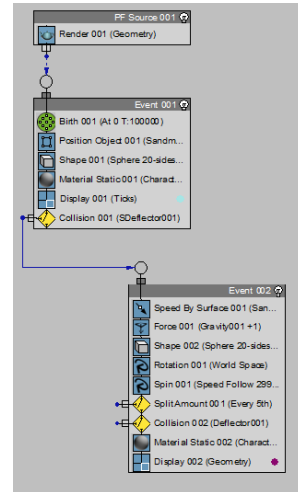 PF Source 001
Render 001 (Geometry)
Event 001
Birth 001 (At 0 T:100000)
Position Object 001 (Sandm...
Shape 001 (Sphere 20-sides...
Material Static 001 (Charact...
Display 001 (Ticks)
Collision 001 (SDeflector001)
Event 002
Speed By Surface 001 (San...
Force 001 (Gravity001 +1)
Shape 002 (Sphere 20-sides...
Rotation 001 (World Space)
Spin 001 (Speed Follow 299...
Split Amount 001 (Every 5th)
Collision 002 (Deflector001)
Material Static 002 (Charact...
Display 002 (Geometry)